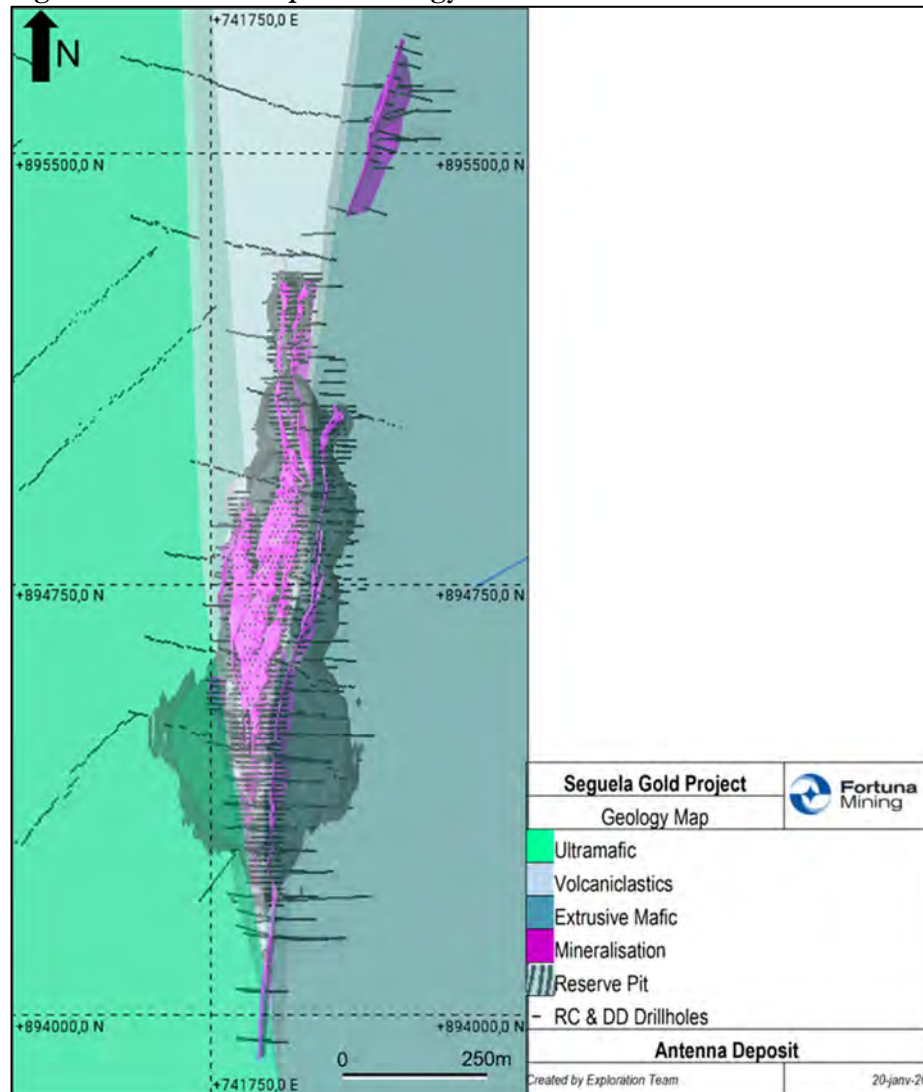 +741750,0 E
N
+895500,0 N
+895500,0 N
+894750,0 N
+894750,0 N
+894000,0 N
+894000,0 N
0 250m
+741750,0 E
Seguela Gold Project
Geology Map
Fortuna
Mining
Ultramafic
Volcaniclastics
Extrusive Mafic
Mineralisation
Reserve Pit
RC & DD Drillholes
Antenna Deposit
Created by Exploration Team